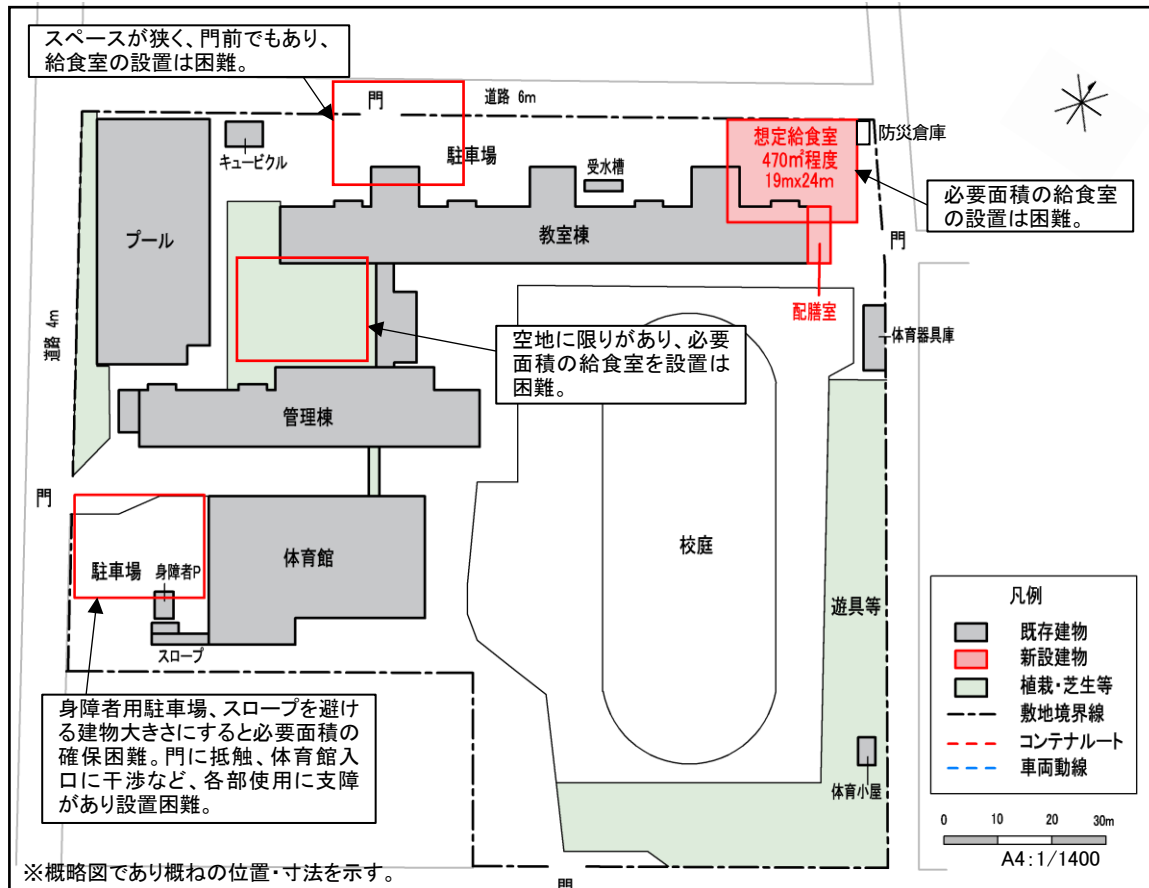 スペースが狭く、門前でもあり、
給食室の設置は困難。
門
道路 6m
キュービクル
駐車場
受水槽
想定給食室
470㎡程度
19mx24m
防災倉庫
必要面積の給食室
の設置は困難。
プール
教室棟
門
配膳室
道路 4m
空地に限りがあり、必要
面積の給食室を設置は
困難。
体育器具庫
管理棟
門
体育館
校庭
駐車場
身障者P
スロープ
遊具等
身障者用駐車場、スロープを避け
る建物大きさにすると必要面積の
確保困難。門に抵触、体育館入
口に干渉など、各部使用に支障
があり設置困難。
体育小屋
凡例
既存建物
新設建物
植栽・芝生等
敷地境界線
コンテナルート
車両動線
0 10 20 30m
A4:1/1400
※概略図であり概ねの位置・寸法を示す。
門